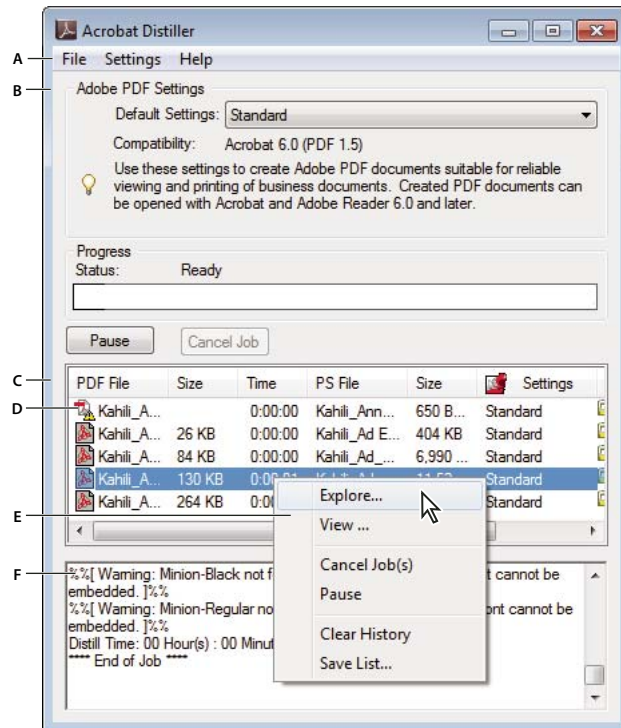 Acrobat Distiller
A
File Settings Help
B
Adobe PDF Settings
Default Settings: Standard
Compatibility: Acrobat 6.0 (PDF 1.5)
Use these settings to create Adobe PDF documents suitable for reliable
viewing and printing of business documents. Created PDF documents can
be opened with Acrobat and Adobe Reader 6.0 and later.
Progress
Status: Ready
Pause Cancel Job
C
PDF File Size Time PS File Size Settings
D
Kahili_A... 0:00:00 Kahili_Ann... 650 B... Standard
Kahili_A... 26 KB 0:00:00 Kahili_Ad E... 404 KB Standard
Kahili_A... 84 KB 0:00:00 Kahili_Ad_... 6,990 ... Standard
Kahili_A... 130 KB Standard
Kahili_A... 264 KB Standard
E
Explore...
View ...
Cancel Job(s)
Pause
Clear History
Save List...
F
%%[ Warning: Minion-Black not f t cannot be
embedded. ]%%
%%[ Warning: Minion-Regular no ont cannot be
embedded. ]%%
Distill Time: 00 Hour(s) : 00 Minut
**** End of Job ****